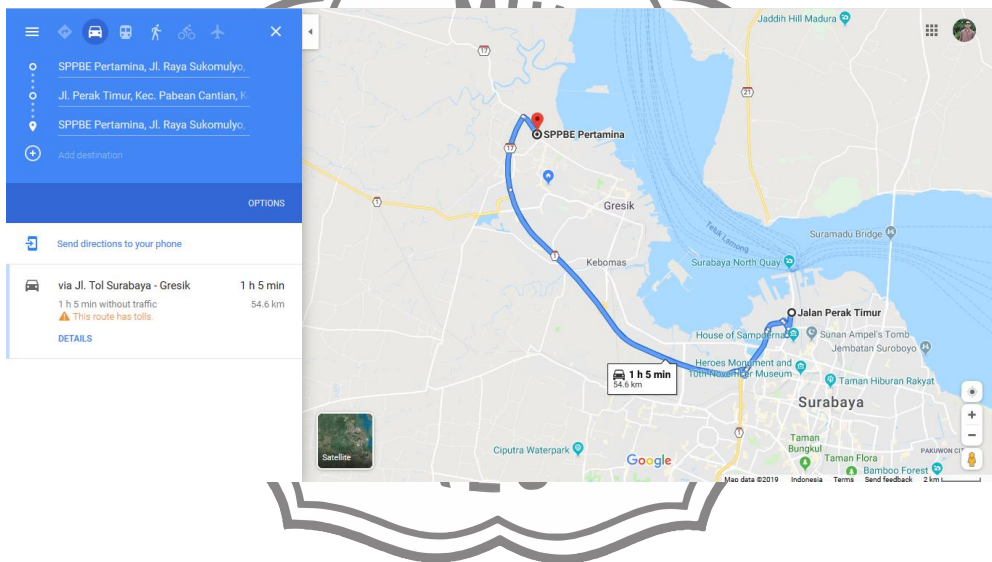 SPPBE Pertamina, Jl. Raya Sukomulyo,
Jl. Perak Timur, Kec. Pabean Cantian, K
SPPBE Pertamina, Jl. Raya Sukomulyo,
Add destination
OPTIONS
Send directions to your phone
via Jl. Tol Surabaya - Gresik 1 h 5 min
1 h 5 min without traffic 54.6 km
This route has tolls.
DETAILS
Jaddih Hill Madura
17
21
SPPBE Pertamina
17
1
Gresik
Teluk Lamong
Suramadu Bridge
1
Kebomas
Surabaya North Quay
Jalan Perak Timur
House of Sampoerna
Sunan Ampel's Tomb
Jembatan Suroboyo
Heroes Monument and
10th November Museum
1 h 5 min
54.6 km
Taman Hiburan Rakyat
Surabaya
1
Ciputra Waterpark
Taman
Bungkul
Taman Flora
PAKUWON CI
Bamboo Forest
Satellite
Google
Map data ©2019 Indonesia Terms Send feedback 2 km